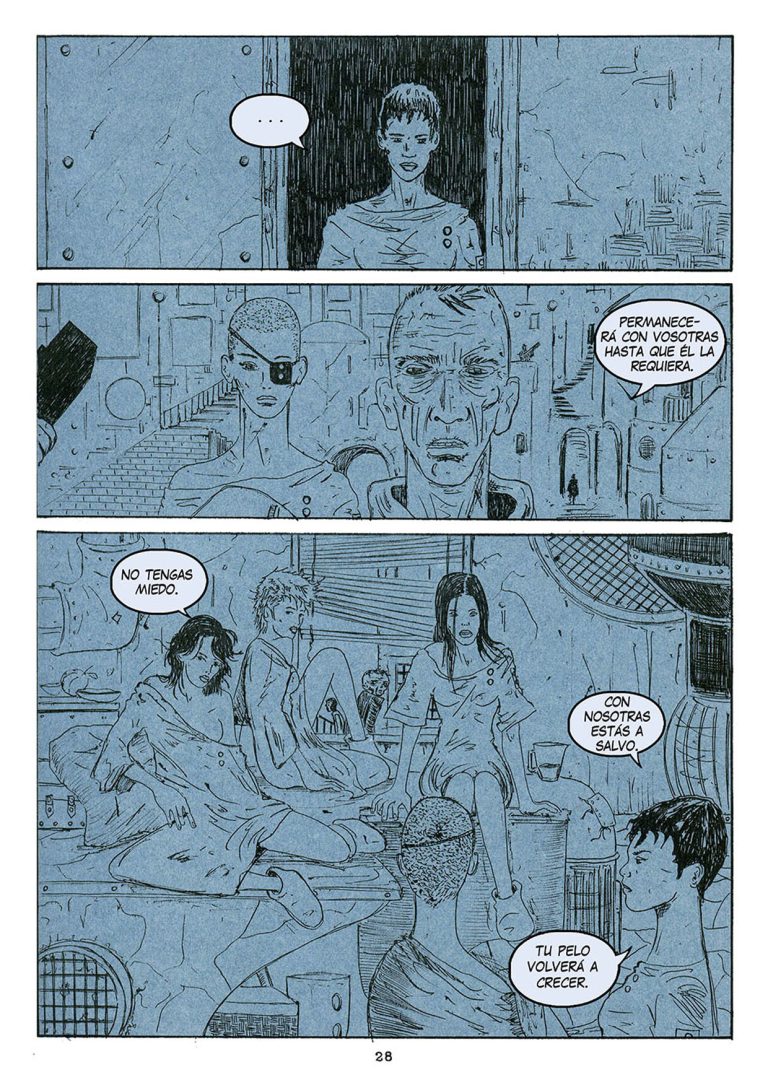 ...
PERMANECE-
RÁ CON VOSOTRAS
HASTA QUE ÉL LA
REQUIERA.
NO TENGAS
MIEDO.
CON
NOSOTRAS
ESTÁS A
SALVO.
TU PELO
VOLVERÁ A
CRECER.
28